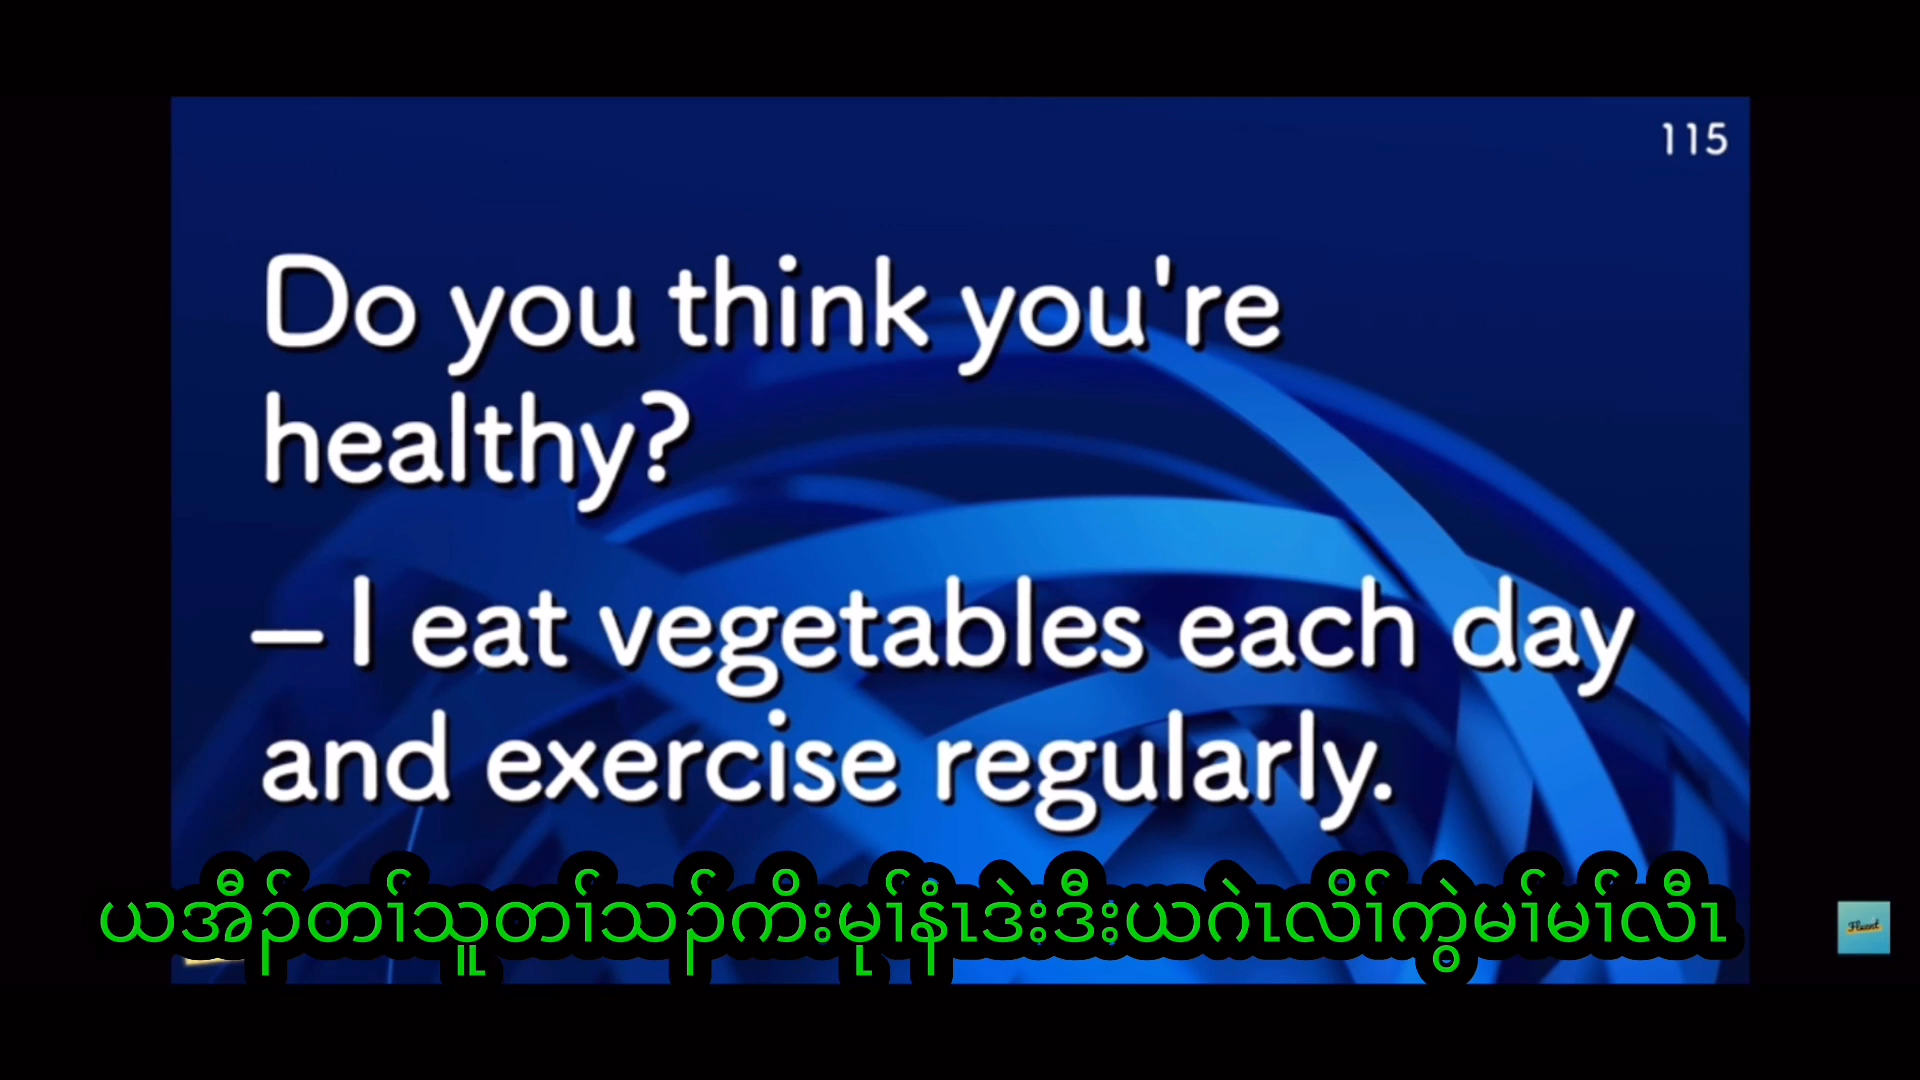 115
Do you think you're
healthy?
– I eat vegetables each day
and exercise regularly.
ယအီၣ်တၢ်သူတၢ်သၣ်ကိးမုၢ်နံၤဒဲးဒီးယဂဲၤလိၢ်ကွဲမၢ်မၢ်လီၤ
Fluent